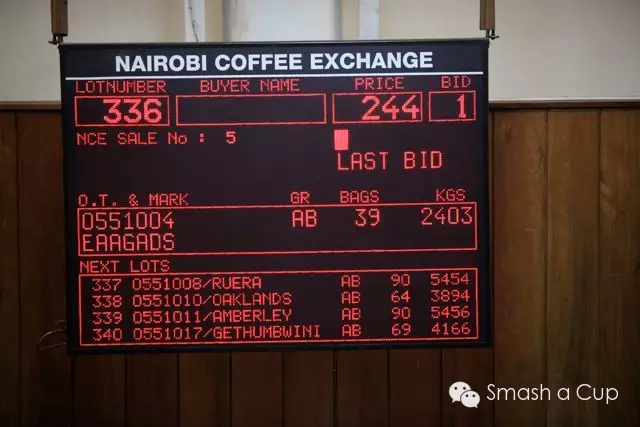 NAIROBI COFFEE EXCHANGE
LOTNUMBER BUYER NAME PRICE BID
336 244 1
NCE SALE No : 5
LAST BID
O.T. & MARK GR BAGS KGS
0551004 AB 39 2403
EAAGADS
NEXT LOTS
337 0551008/RUERA AB 90 5454
338 0551010/OAKLANDS AB 64 3894
339 0551011/AMBERLEY AB 90 5456
340 0551017/GETHUMBWINI AB 69 4166
Smash a Cup